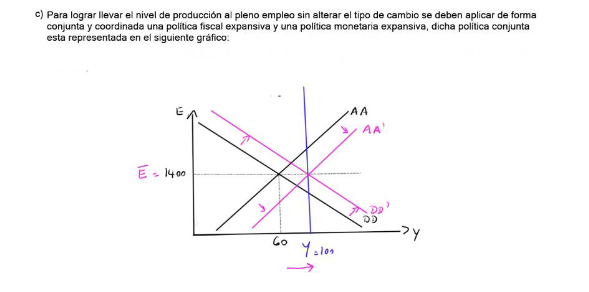 c) Para lograr llevar el nivel de producción al pleno empleo sin alterar el tipo de cambio se deben aplicar de forma
conjunta y coordinada una política fiscal expansiva y una política monetaria expansiva, dicha política conjunta
esta representada en el siguiente gráfico:
E
AA
AA'
E̅ = 1400
DD'
DD
Y
60
Y = 100